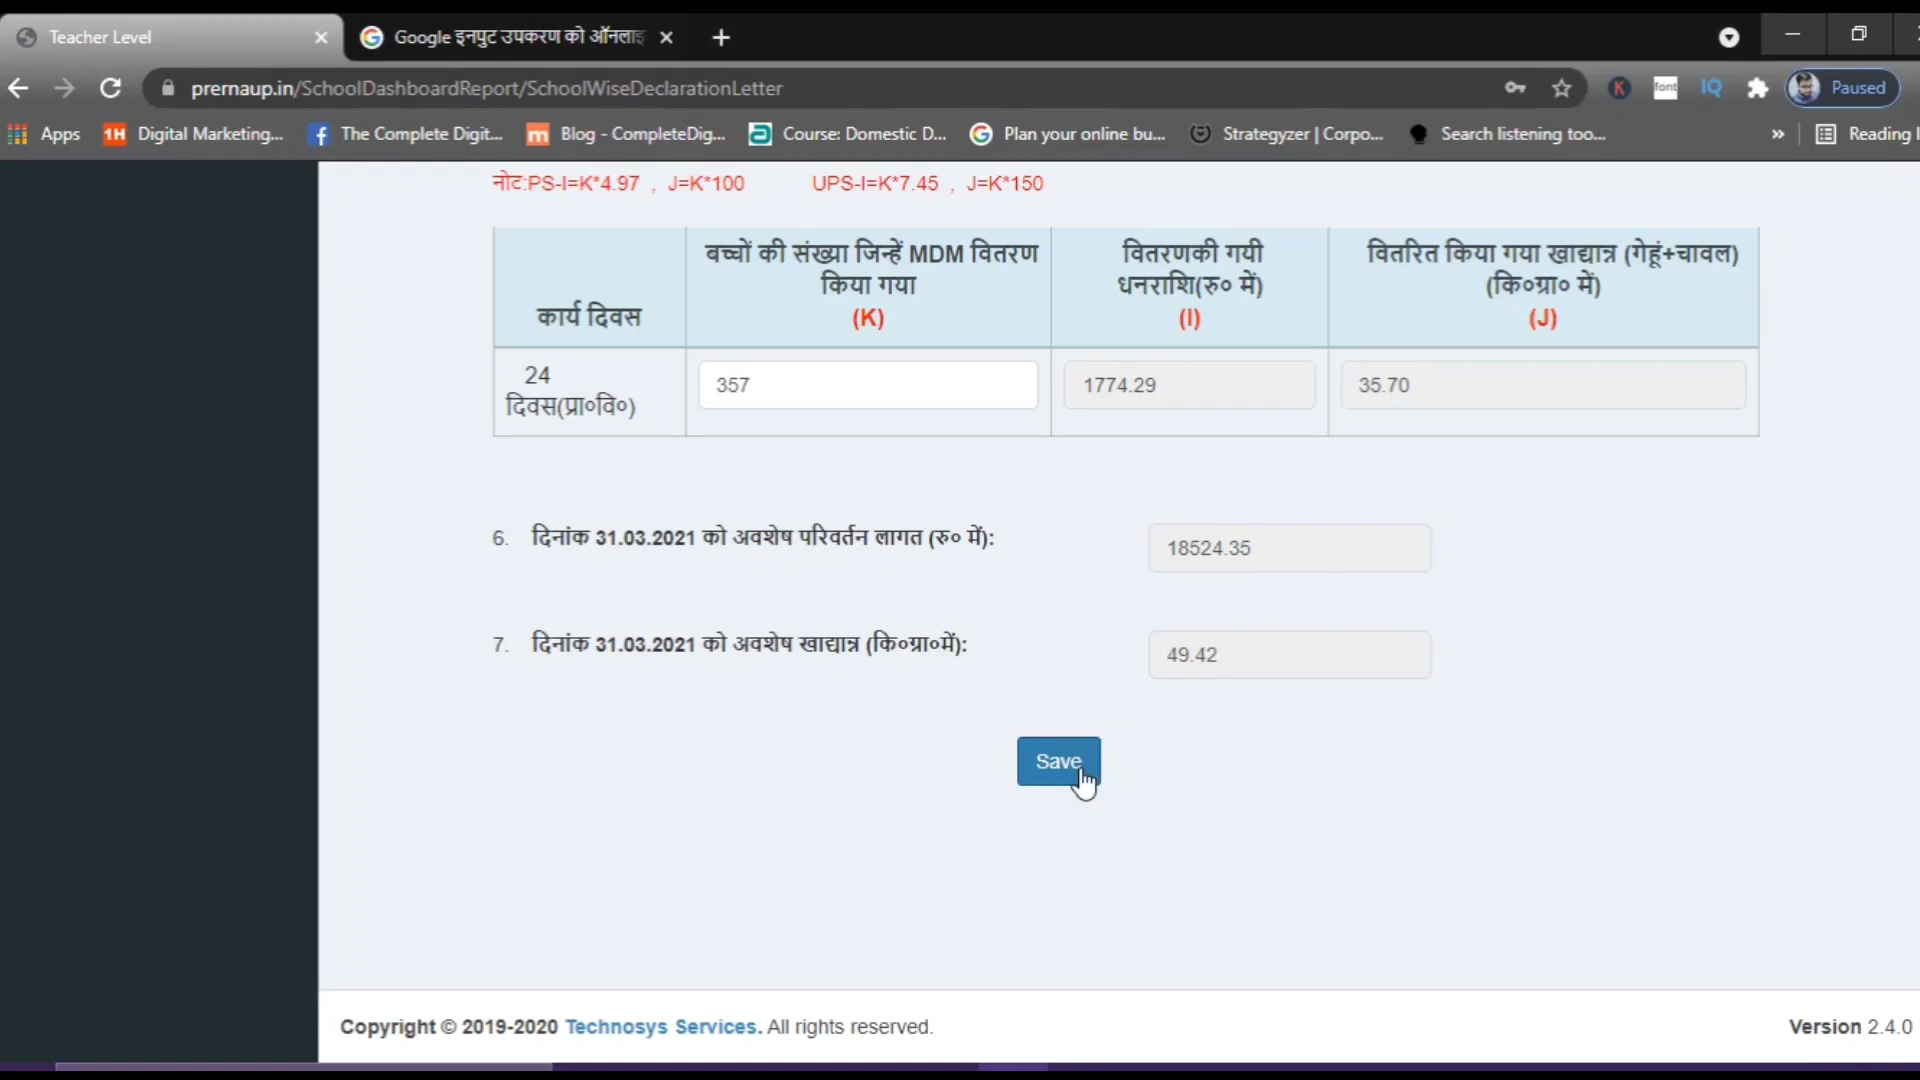 Teacher Level
Google इनपुट उपकरण को ऑनलाइ
prernaup.in/SchoolDashboardReport/SchoolWiseDeclarationLetter
K font IQ Paused
Apps 1H Digital Marketing... The Complete Digit... m Blog - CompleteDig... Course: Domestic D... Plan your online bu... Strategyzer | Corpo... Search listening too... » Reading
नोट:PS-I=K*4.97 , J=K*100 UPS-I=K*7.45 , J=K*150
कार्य दिवस
बच्चों की संख्या जिन्हें MDM वितरण
किया गया
(K)
वितरणकी गयी
धनराशि(रु० में)
(I)
वितरित किया गया खाद्यान्न (गेहूं+चावल)
(कि०ग्रा० में)
(J)
24
दिवस(प्रा०वि०)
357
1774.29
35.70
6. दिनांक 31.03.2021 को अवशेष परिवर्तन लागत (रु० में):
18524.35
7. दिनांक 31.03.2021 को अवशेष खाद्यान्न (कि०ग्रा०में):
49.42
Save
Copyright © 2019-2020 Technosys Services. All rights reserved.
Version 2.4.0